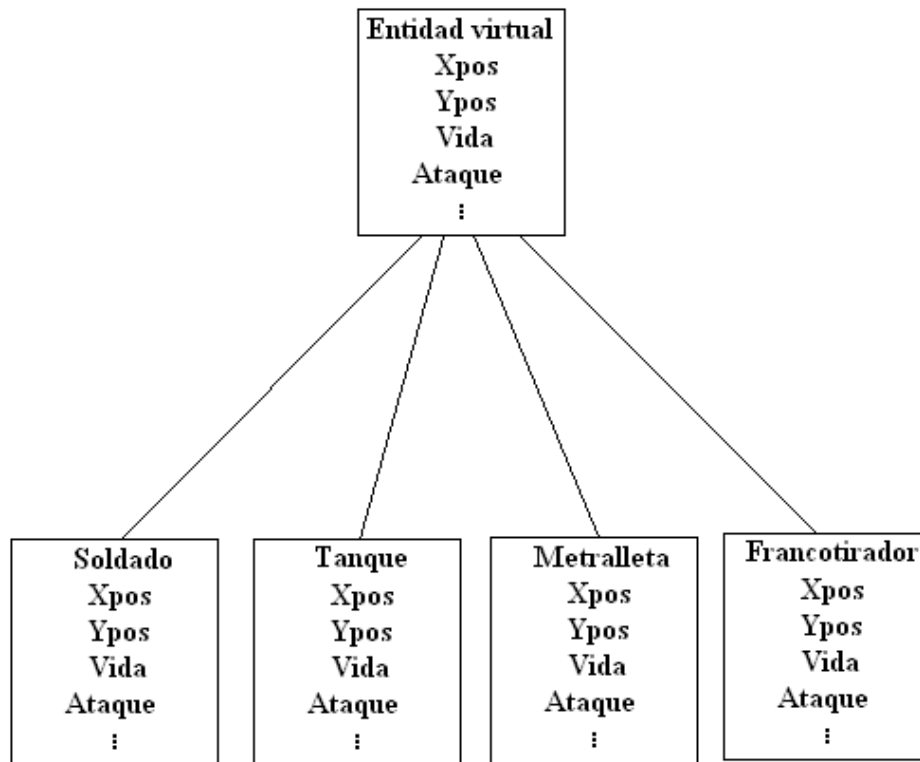 Entidad virtual
Xpos
Ypos
Vida
Ataque
⋮
Soldado
Xpos
Ypos
Vida
Ataque
⋮
Tanque
Xpos
Ypos
Vida
Ataque
⋮
Metralleta
Xpos
Ypos
Vida
Ataque
⋮
Francotirador
Xpos
Ypos
Vida
Ataque
⋮